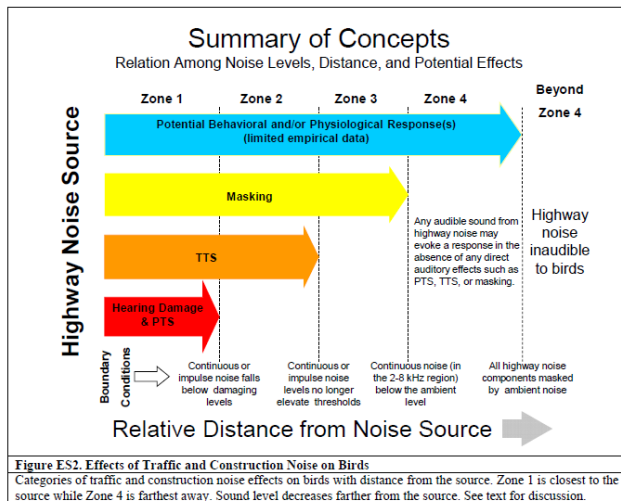 Summary of Concepts
Relation Among Noise Levels, Distance, and Potential Effects
Beyond
Zone 1 Zone 2 Zone 3 Zone 4 Zone 4
Potential Behavioral and/or Physiological Response(s)
(limited empirical data)
Highway Noise Source
Masking
Any audible sound from
highway noise may
evoke a response in the
absence of any direct
auditory effects such as
PTS, TTS, or masking.
Highway
noise
inaudible
to birds
TTS
Hearing Damage
& PTS
Boundary
Conditions
Continuous or
impulse noise falls
below damaging
levels
Continuous or
impulse noise
levels no longer
elevate thresholds
Continuous noise (in
the 2-8 kHz region)
below the ambient
level
All highway noise
components masked
by ambient noise
Relative Distance from Noise Source
Figure ES2. Effects of Traffic and Construction Noise on Birds
Categories of traffic and construction noise effects on birds with distance from the source. Zone 1 is closest to the
source while Zone 4 is farthest away. Sound level decreases farther from the source. See text for discussion.